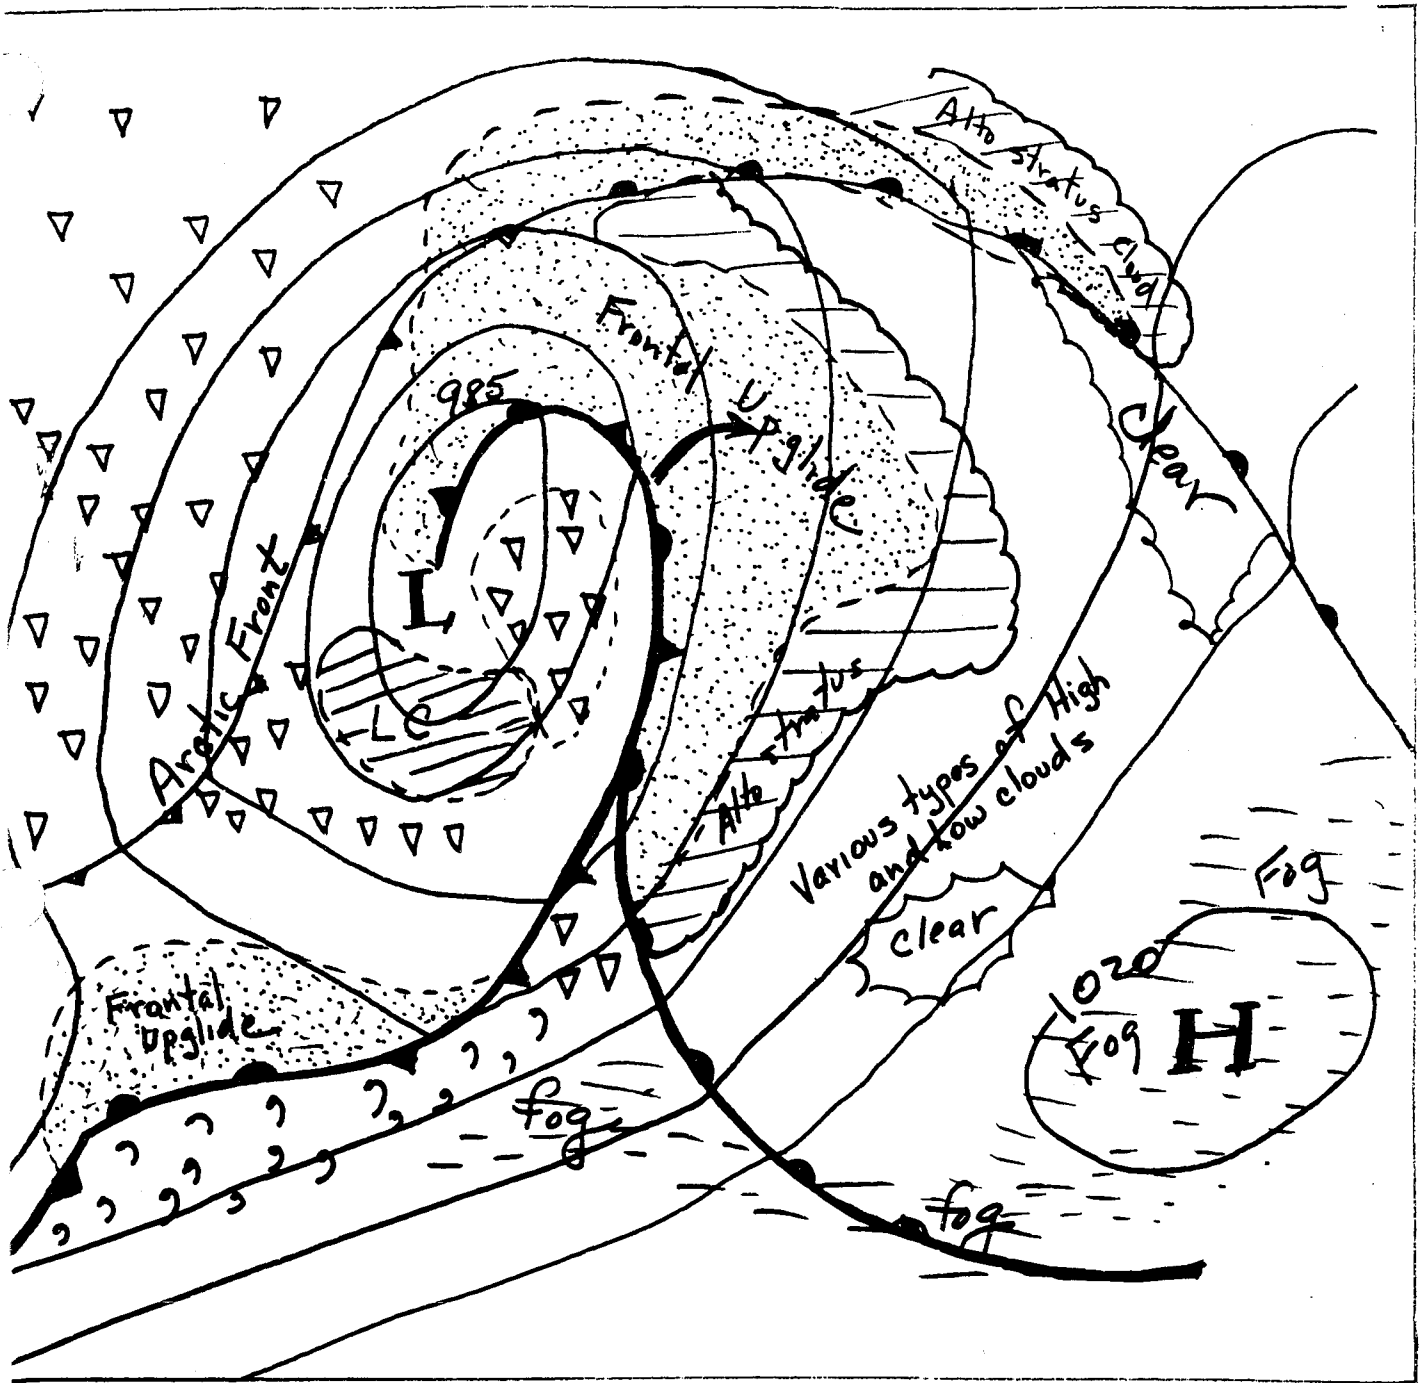 Alto stratus cloud
Frontal
985
Upglide
Clear
L
Arctic Front
LC
Alto stratus
Various types of High
and Low clouds
clear
Fog
1020
Fog
H
Frontal
Upglide
fog
fog